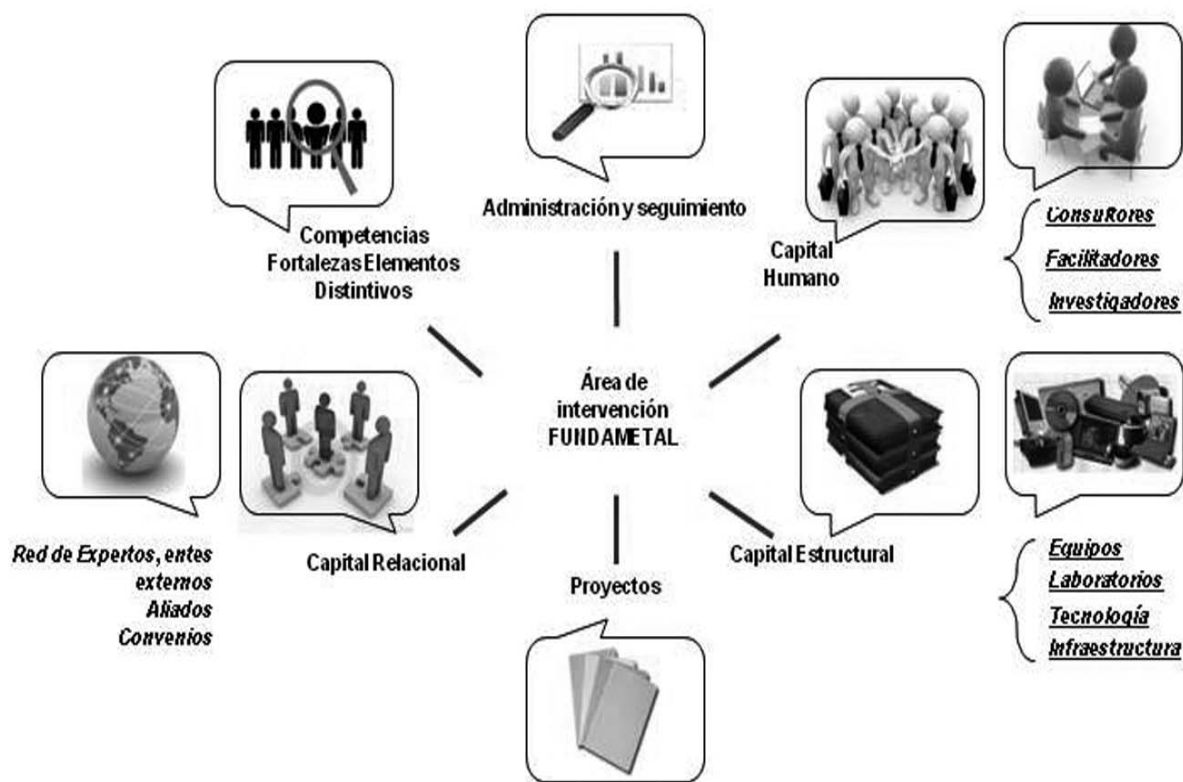 Administración y seguimiento
Competencias
Fortalezas Elementos
Distintivos
Capital
Humano
Consultores
Facilitadores
Investigadores
Área de
intervención
FUNDAMETAL
Red de Expertos, entes
externos
Aliados
Convenios
Capital Relacional
Proyectos
Capital Estructural
Equipos
Laboratorios
Tecnología
Infraestructura